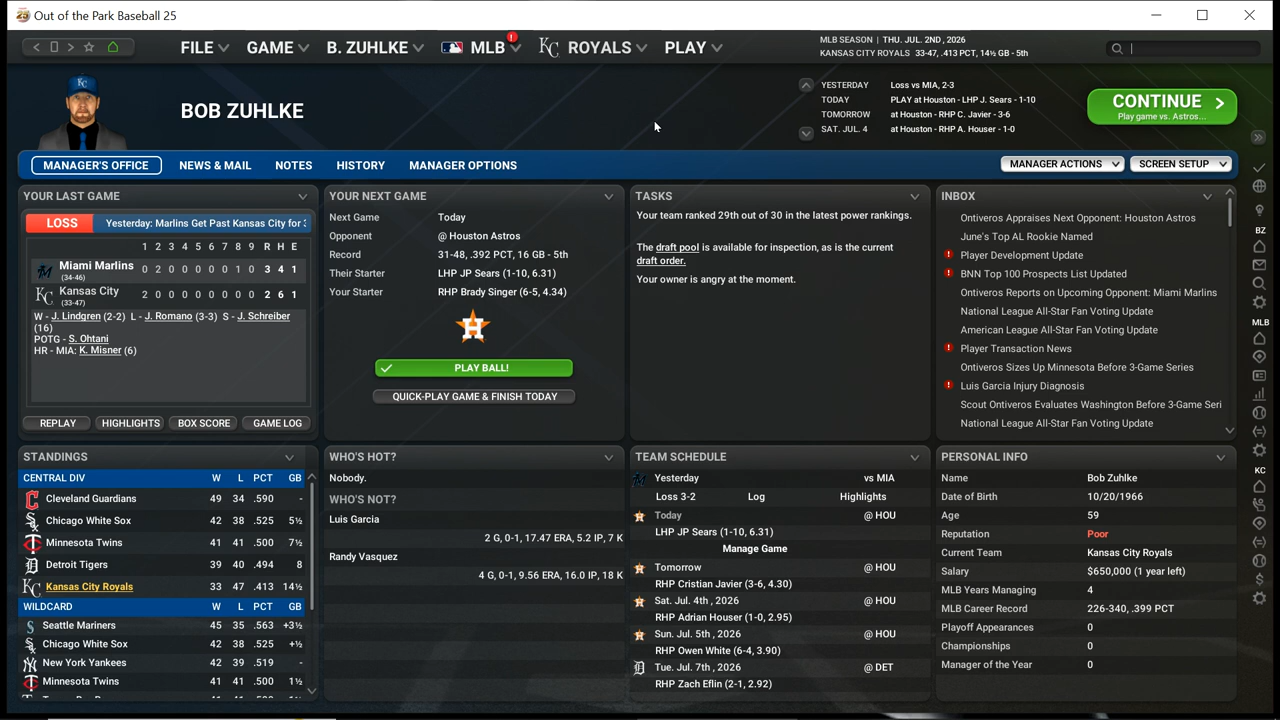 Out of the Park Baseball 25
FILE GAME B. ZUHLKE MLB ROYALS PLAY
MLB SEASON | THU. JUL. 2ND, 2026
KANSAS CITY ROYALS 33-47, .413 PCT, 14½ GB - 5th
BOB ZUHLKE
YESTERDAY Loss vs MIA, 2-3
TODAY PLAY at Houston - LHP J. Sears - 1-10
TOMORROW at Houston - RHP C. Javier - 3-6
SAT. JUL. 4 at Houston - RHP A. Houser - 1-0
CONTINUE
Play game vs. Astros...
MANAGER'S OFFICE NEWS & MAIL NOTES HISTORY MANAGER OPTIONS
MANAGER ACTIONS SCREEN SETUP
YOUR LAST GAME
LOSS Yesterday: Marlins Get Past Kansas City for
1 2 3 4 5 6 7 8 9 R H E
Miami Marlins 0 2 0 0 0 0 0 1 0 3 4 1
(34-46)
Kansas City 2 0 0 0 0 0 0 0 0 2 6 1
(33-47)
W - J. Lindgren (2-2) L - J. Romano (3-3) S - J. Schreiber
(16)
POTG - S. Ohtani
HR - MIA: K. Misner (6)
REPLAY HIGHLIGHTS BOX SCORE GAME LOG
YOUR NEXT GAME
Next Game Today
Opponent @ Houston Astros
Record 31-48, .392 PCT, 16 GB - 5th
Their Starter LHP JP Sears (1-10, 6.31)
Your Starter RHP Brady Singer (6-5, 4.34)
H
PLAY BALL!
QUICK-PLAY GAME & FINISH TODAY
TASKS
Your team ranked 29th out of 30 in the latest power rankings.
The draft pool is available for inspection, as is the current
draft order.
Your owner is angry at the moment.
INBOX
Ontiveros Appraises Next Opponent: Houston Astros
June's Top AL Rookie Named
Player Development Update
BNN Top 100 Prospects List Updated
Ontiveros Reports on Upcoming Opponent: Miami Marlins
National League All-Star Fan Voting Update
American League All-Star Fan Voting Update
Player Transaction News
Ontiveros Sizes Up Minnesota Before 3-Game Series
Luis Garcia Injury Diagnosis
Scout Ontiveros Evaluates Washington Before 3-Game Seri
National League All-Star Fan Voting Update
STANDINGS
CENTRAL DIV W L PCT GB
Cleveland Guardians 49 34 .590 -
Chicago White Sox 42 38 .525 5½
Minnesota Twins 41 41 .500 7½
Detroit Tigers 39 40 .494 8
Kansas City Royals 33 47 .413 14½
WILDCARD W L PCT GB
Seattle Mariners 45 35 .563 +3½
Chicago White Sox 42 38 .525 +½
New York Yankees 42 39 .519 -
Minnesota Twins 41 41 .500 1½
WHO'S HOT?
Nobody.
WHO'S NOT?
Luis Garcia
2 G, 0-1, 17.47 ERA, 5.2 IP, 7 K
Randy Vasquez
4 G, 0-1, 9.56 ERA, 16.0 IP, 18 K
TEAM SCHEDULE
Yesterday vs MIA
Loss 3-2 Log Highlights
Today @ HOU
LHP JP Sears (1-10, 6.31)
Manage Game
Tomorrow @ HOU
RHP Cristian Javier (3-6, 4.30)
Sat. Jul. 4th , 2026 @ HOU
RHP Adrian Houser (1-0, 2.95)
Sun. Jul. 5th , 2026 @ HOU
RHP Owen White (6-4, 3.90)
Tue. Jul. 7th , 2026 @ DET
RHP Zach Eflin (2-1, 2.92)
PERSONAL INFO
Name Bob Zuhlke
Date of Birth 10/20/1966
Age 59
Reputation Poor
Current Team Kansas City Royals
Salary $650,000 (1 year left)
MLB Years Managing 4
MLB Career Record 226-340, .399 PCT
Playoff Appearances 0
Championships 0
Manager of the Year 0
BZ
MLB
KC